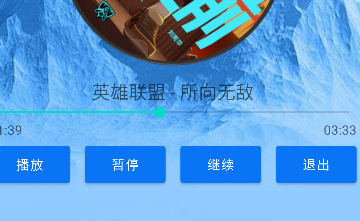 英雄联盟 - 所向无敌
1:39 03:33
播放 暂停 继续 退出